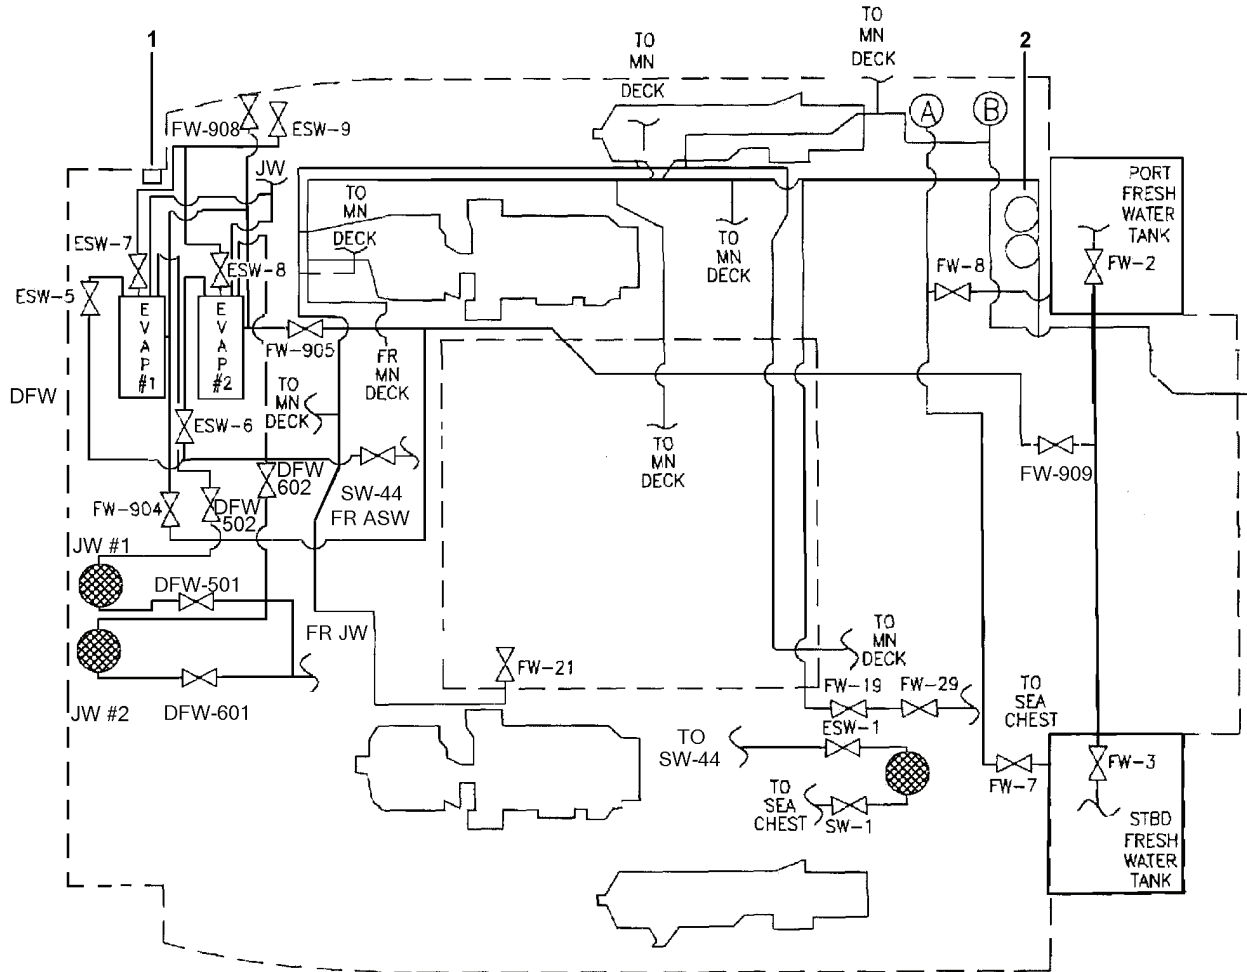 1
TO
MN
DECK
TO
MN
DECK
2
A
B
FW-908
ESW-9
JW
PORT
FRESH
WATER
TANK
TO
MN
DECK
ESW-7
ESW-8
TO
MN
DECK
FW-8
FW-2
ESW-5
E
V
A
P
#1
E
V
A
P
#2
FW-905
FR
MN
DECK
DFW
TO
MN
DECK
ESW-6
TO
MN
DECK
FW-909
DFW
602
SW-44
FR ASW
FW-904
DFW
502
JW #1
DFW-501
FR JW
TO
MN
DECK
FW-21
FW-19
FW-29
TO
SEA
CHEST
JW #2
DFW-601
ESW-1
TO
SW-44
FW-7
FW-3
TO
SEA
CHEST
SW-1
STBD
FRESH
WATER
TANK